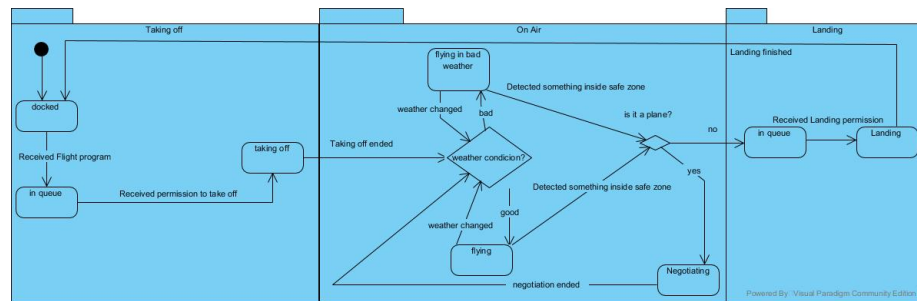 Taking off
On Air
Landing
Landing finished
flying in bad
weather
Detected something inside safe zone
is it a plane?
docked
weather changed
bad
Received Landing permission
in queue
Landing
no
taking off
Taking off ended
weather condicion?
Received Flight program
yes
in queue
Received permission to take off
Detected something inside safe zone
good
weather changed
flying
Negotiating
negotiation ended
Powered By Visual Paradigm Community Edition